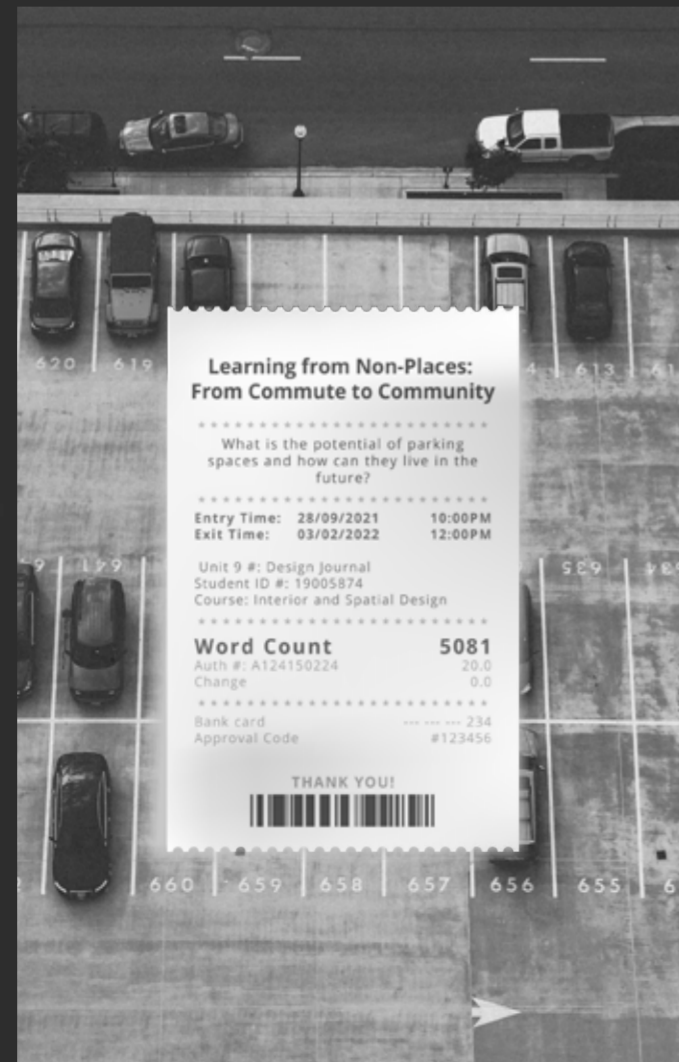 620 619 613
Learning from Non-Places:
From Commute to Community
* * * * * * * * * * * * * * * * * * * * * * * *
What is the potential of parking
spaces and how can they live in the
future?
* * * * * * * * * * * * * * * * * * * * * * * *
Entry Time: 28/09/2021 10:00PM
Exit Time: 03/02/2022 12:00PM
Unit 9 #: Design Journal
Student ID #: 19005874
Course: Interior and Spatial Design
* * * * * * * * * * * * * * * * * * * * * * * *
Word Count 5081
Auth #: A124150224 20.0
Change 0.0
* * * * * * * * * * * * * * * * * * * * * * * *
Bank card --- --- --- 234
Approval Code #123456
THANK YOU!
641 635
660 659 658 657 656 655